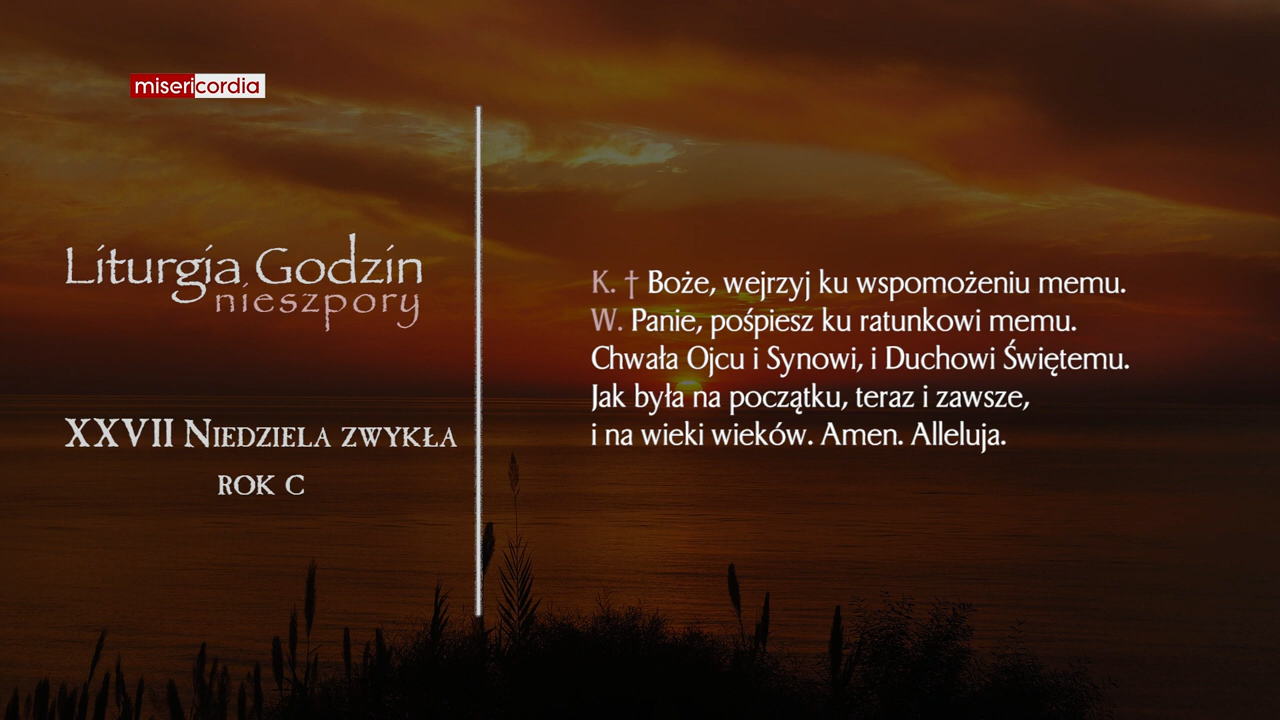 misericordia
Liturgia Godzin
nieszpory
XXVII Niedziela zwykła
rok C
K. † Boże, wejrzyj ku wspomożeniu memu.
W. Panie, pośpiesz ku ratunkowi memu.
Chwała Ojcu i Synowi, i Duchowi Świętemu.
Jak była na początku, teraz i zawsze,
i na wieki wieków. Amen. Alleluja.